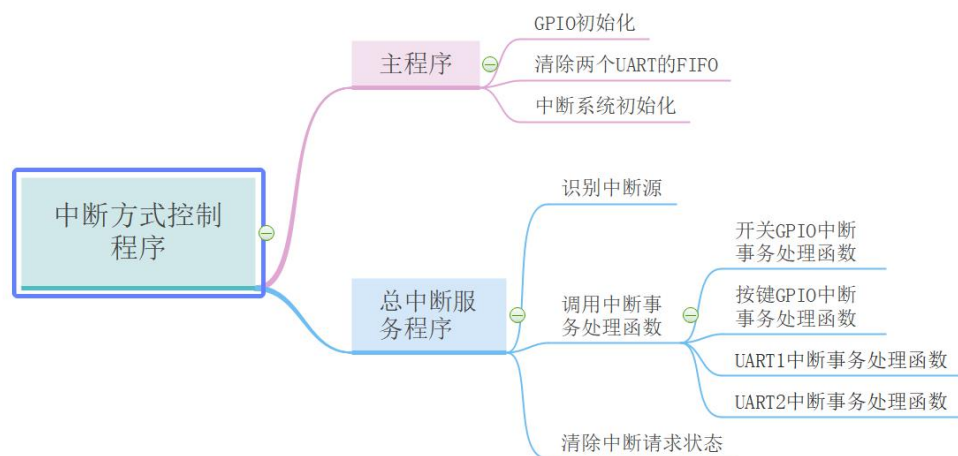 中断方式控制
程序
主程序
GPIO初始化
清除两个UART的FIFO
中断系统初始化
总中断服
务程序
识别中断源
调用中断事
务处理函数
开关GPIO中断
事务处理函数
按键GPIO中断
事务处理函数
UART1中断事务处理函数
UART2中断事务处理函数
清除中断请求状态